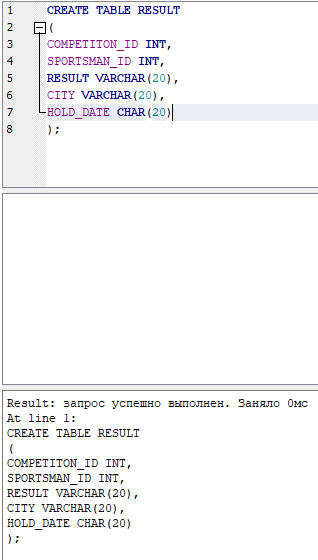 1 CREATE TABLE RESULT
2 (
3 COMPETITON_ID INT,
4 SPORTSMAN_ID INT,
5 RESULT VARCHAR(20),
6 CITY VARCHAR(20),
7 HOLD_DATE CHAR(20)
8 );
Result: запрос успешно выполнен. Заняло 0мс
At line 1:
CREATE TABLE RESULT
(
COMPETITON_ID INT,
SPORTSMAN_ID INT,
RESULT VARCHAR(20),
CITY VARCHAR(20),
HOLD_DATE CHAR(20)
);